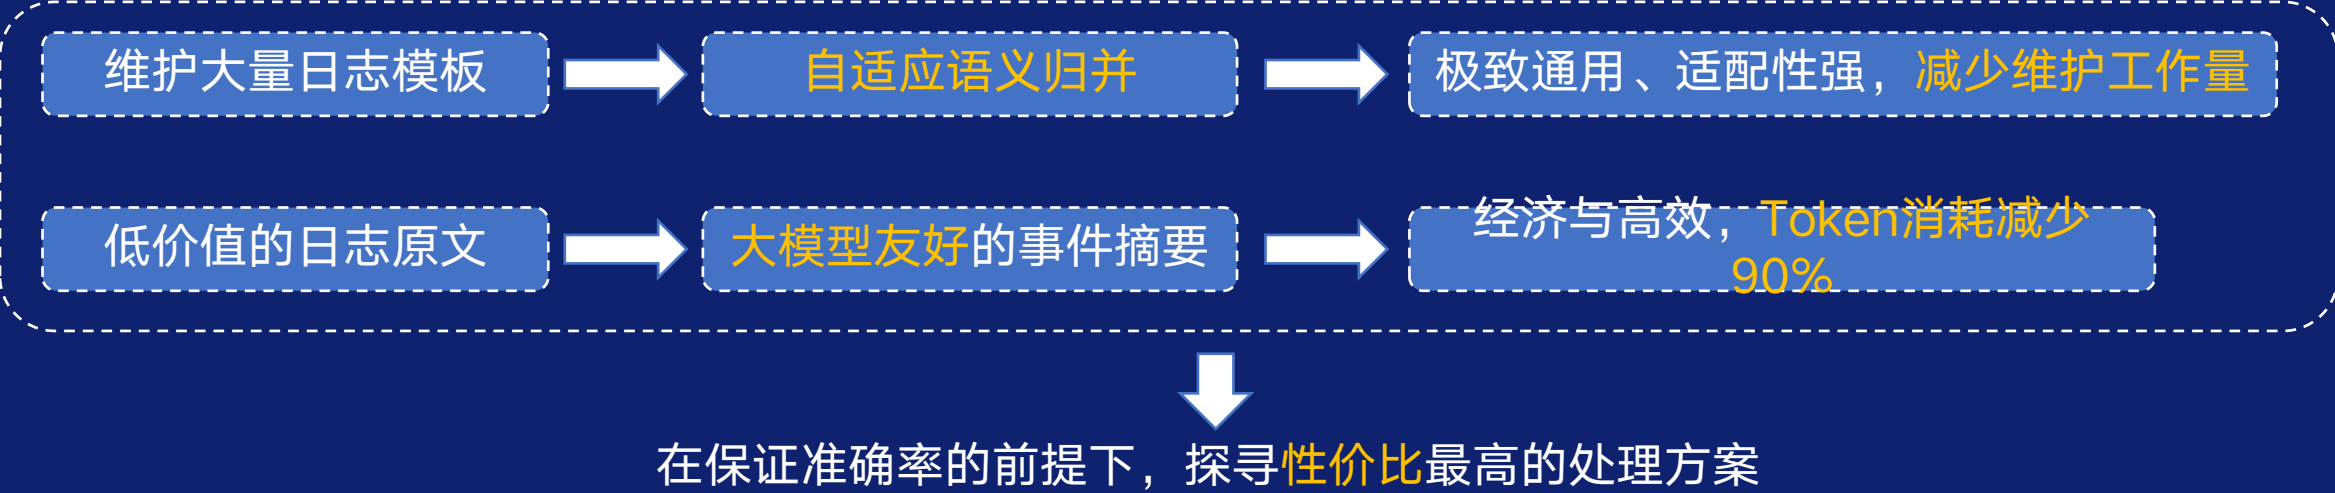 维护大量日志模板
自适应语义归并
极致通用、适配性强，减少维护工作量
低价值的日志原文
大模型友好的事件摘要
经济与高效，Token消耗减少
90%
在保证准确率的前提下，探寻性价比最高的处理方案